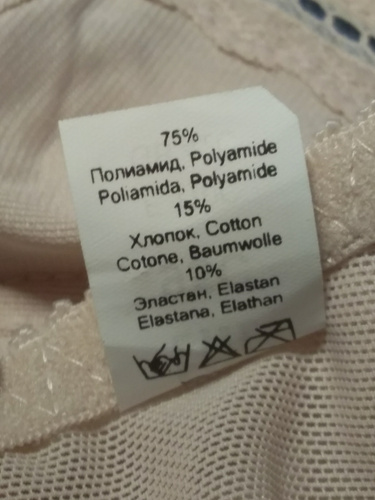 75%
Полиамид, Polyamide
Poliamida, Polyamide
15%
Хлопок, Cotton
Cotone, Baumwolle
10%
Эластан, Elastan
Elastana, Elathan